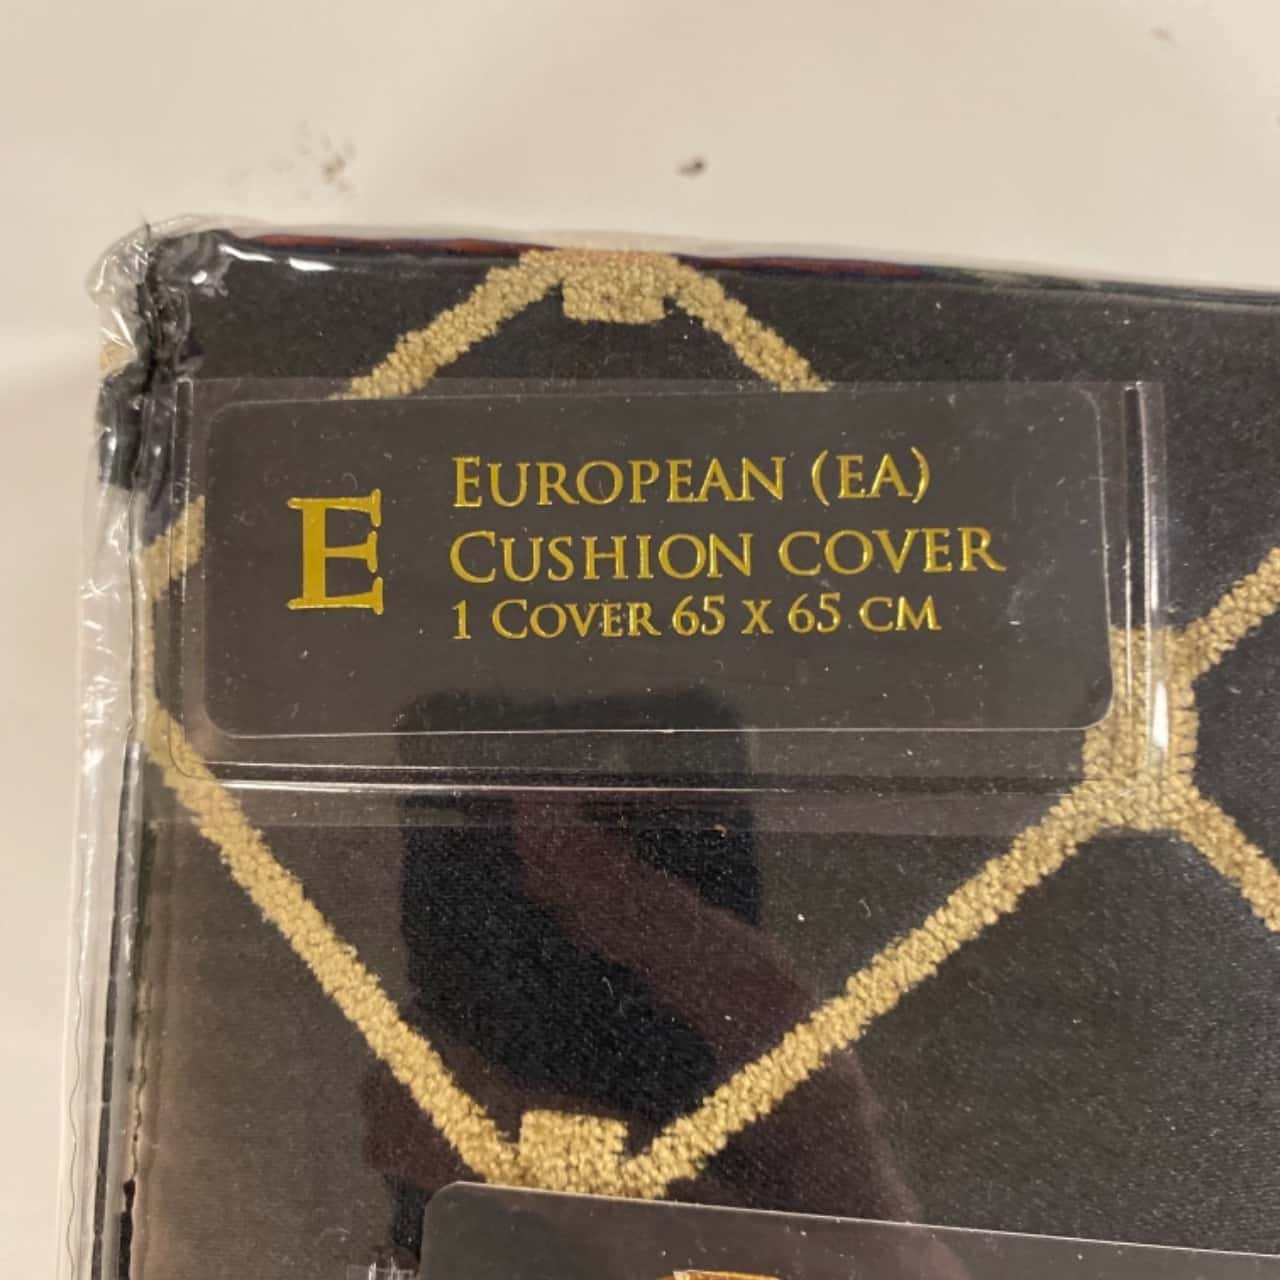 E
EUROPEAN (EA)
CUSHION COVER
1 COVER 65 X 65 CM